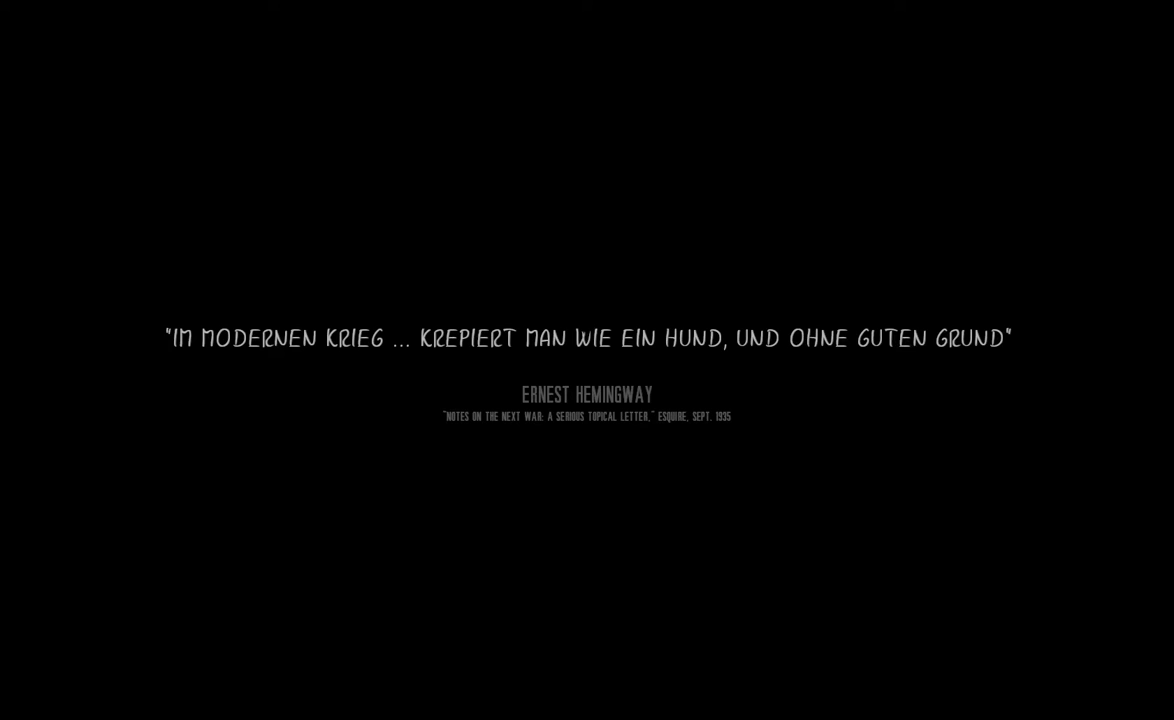 "IM MODERNEN KRIEG ... KREPIERT MAN WIE EIN HUND, UND OHNE GUTEN GRUND"
ERNEST HEMINGWAY
"NOTES ON THE NEXT WAR: A SERIOUS TOPICAL LETTER," ESQUIRE, SEPT. 1935